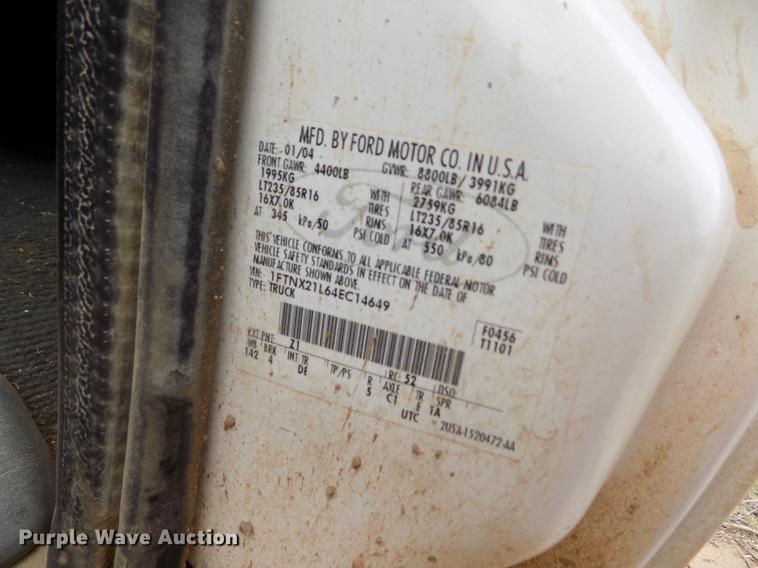 MFD. BY FORD MOTOR CO. IN U.S.A.
DATE: 01/04 GVWR: 8800LB/ 3991KG
FRONT GAWR: 4400LB REAR GAWR: 6084LB
1995KG WITH 2759KG WITH
LT235/85R16 TIRES LT235/85R16 TIRES
16X7.0K RIMS 16X7.0K RIMS
AT 345 kPa/50 PSI COLD AT 550 kPa/80 PSI COLD
THIS VEHICLE CONFORMS TO ALL APPLICABLE FEDERAL MOTOR
VEHICLE SAFETY STANDARDS IN EFFECT ON THE DATE OF
MANUFACTURE SHOWN ABOVE.
VIN: 1FTNX21L64EC14649 F0456
TYPE: TRUCK T1101
EXT PNT: Z1 RC: 52 DSO:
WB BRK INT TR TP/PS R AXLE TR SPR
142 4 DE S C1 E 1A
UTC
2U5A-1520472-AA
Ford
Purple Wave Auction